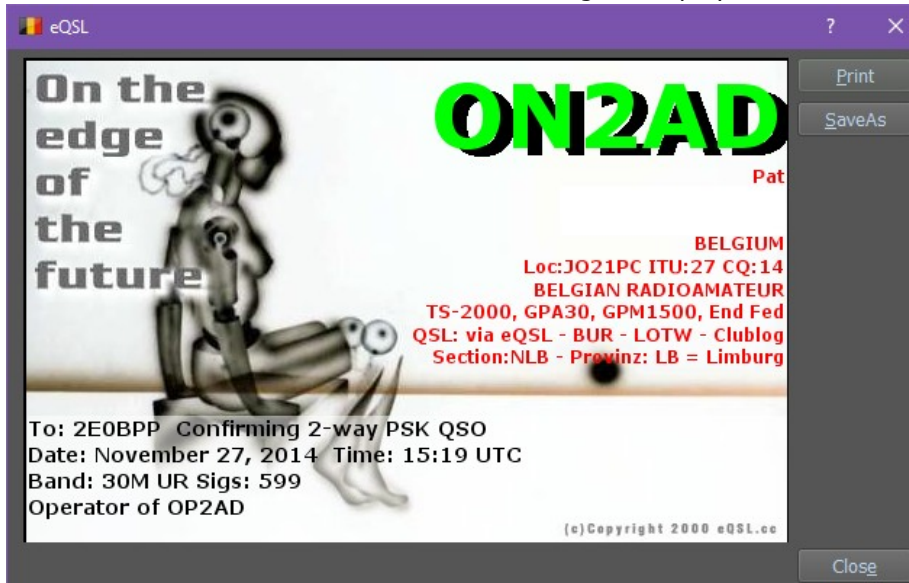 eQSL
?
Print
SaveAs
On the
edge
of
the
future
ON2AD
Pat
BELGIUM
Loc:JO21PC ITU:27 CQ:14
BELGIAN RADIOAMATEUR
TS-2000, GPA30, GPM1500, End Fed
QSL: via eQSL - BUR - LOTW - Clublog
Section::NLB - Provinz: LB = Limburg
To: 2E0BPP Confirming 2-way PSK QSO
Date: November 27, 2014 Time: 15:19 UTC
Band: 30M UR Sigs: 599
Operator of OP2AD
(c)Copyright 2000 eQSL.cc
Close